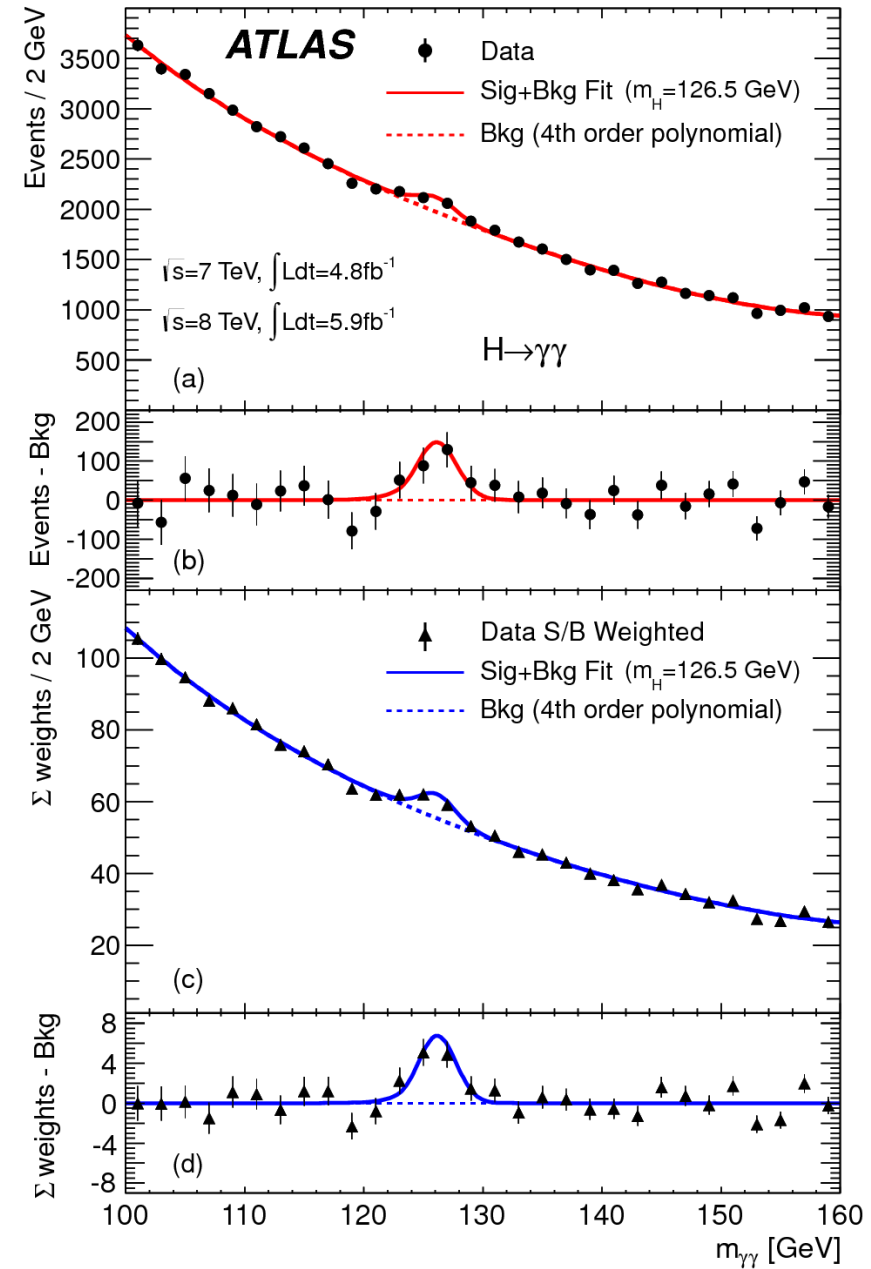 ATLAS
Data
Sig+Bkg Fit (m_H=126.5 GeV)
Bkg (4th order polynomial)
Events / 2 GeV
3500
3000
2500
2000
1500
1000
500
√s=7 TeV, ∫Ldt=4.8fb⁻¹
√s=8 TeV, ∫Ldt=5.9fb⁻¹
H→γγ
(a)
Events - Bkg
200
100
0
-100
-200
(b)
Σ weights / 2 GeV
100
80
60
40
20
Data S/B Weighted
Sig+Bkg Fit (m_H=126.5 GeV)
Bkg (4th order polynomial)
(c)
Σ weights - Bkg
8
4
0
-4
-8
(d)
100 110 120 130 140 150 160
m_γγ [GeV]